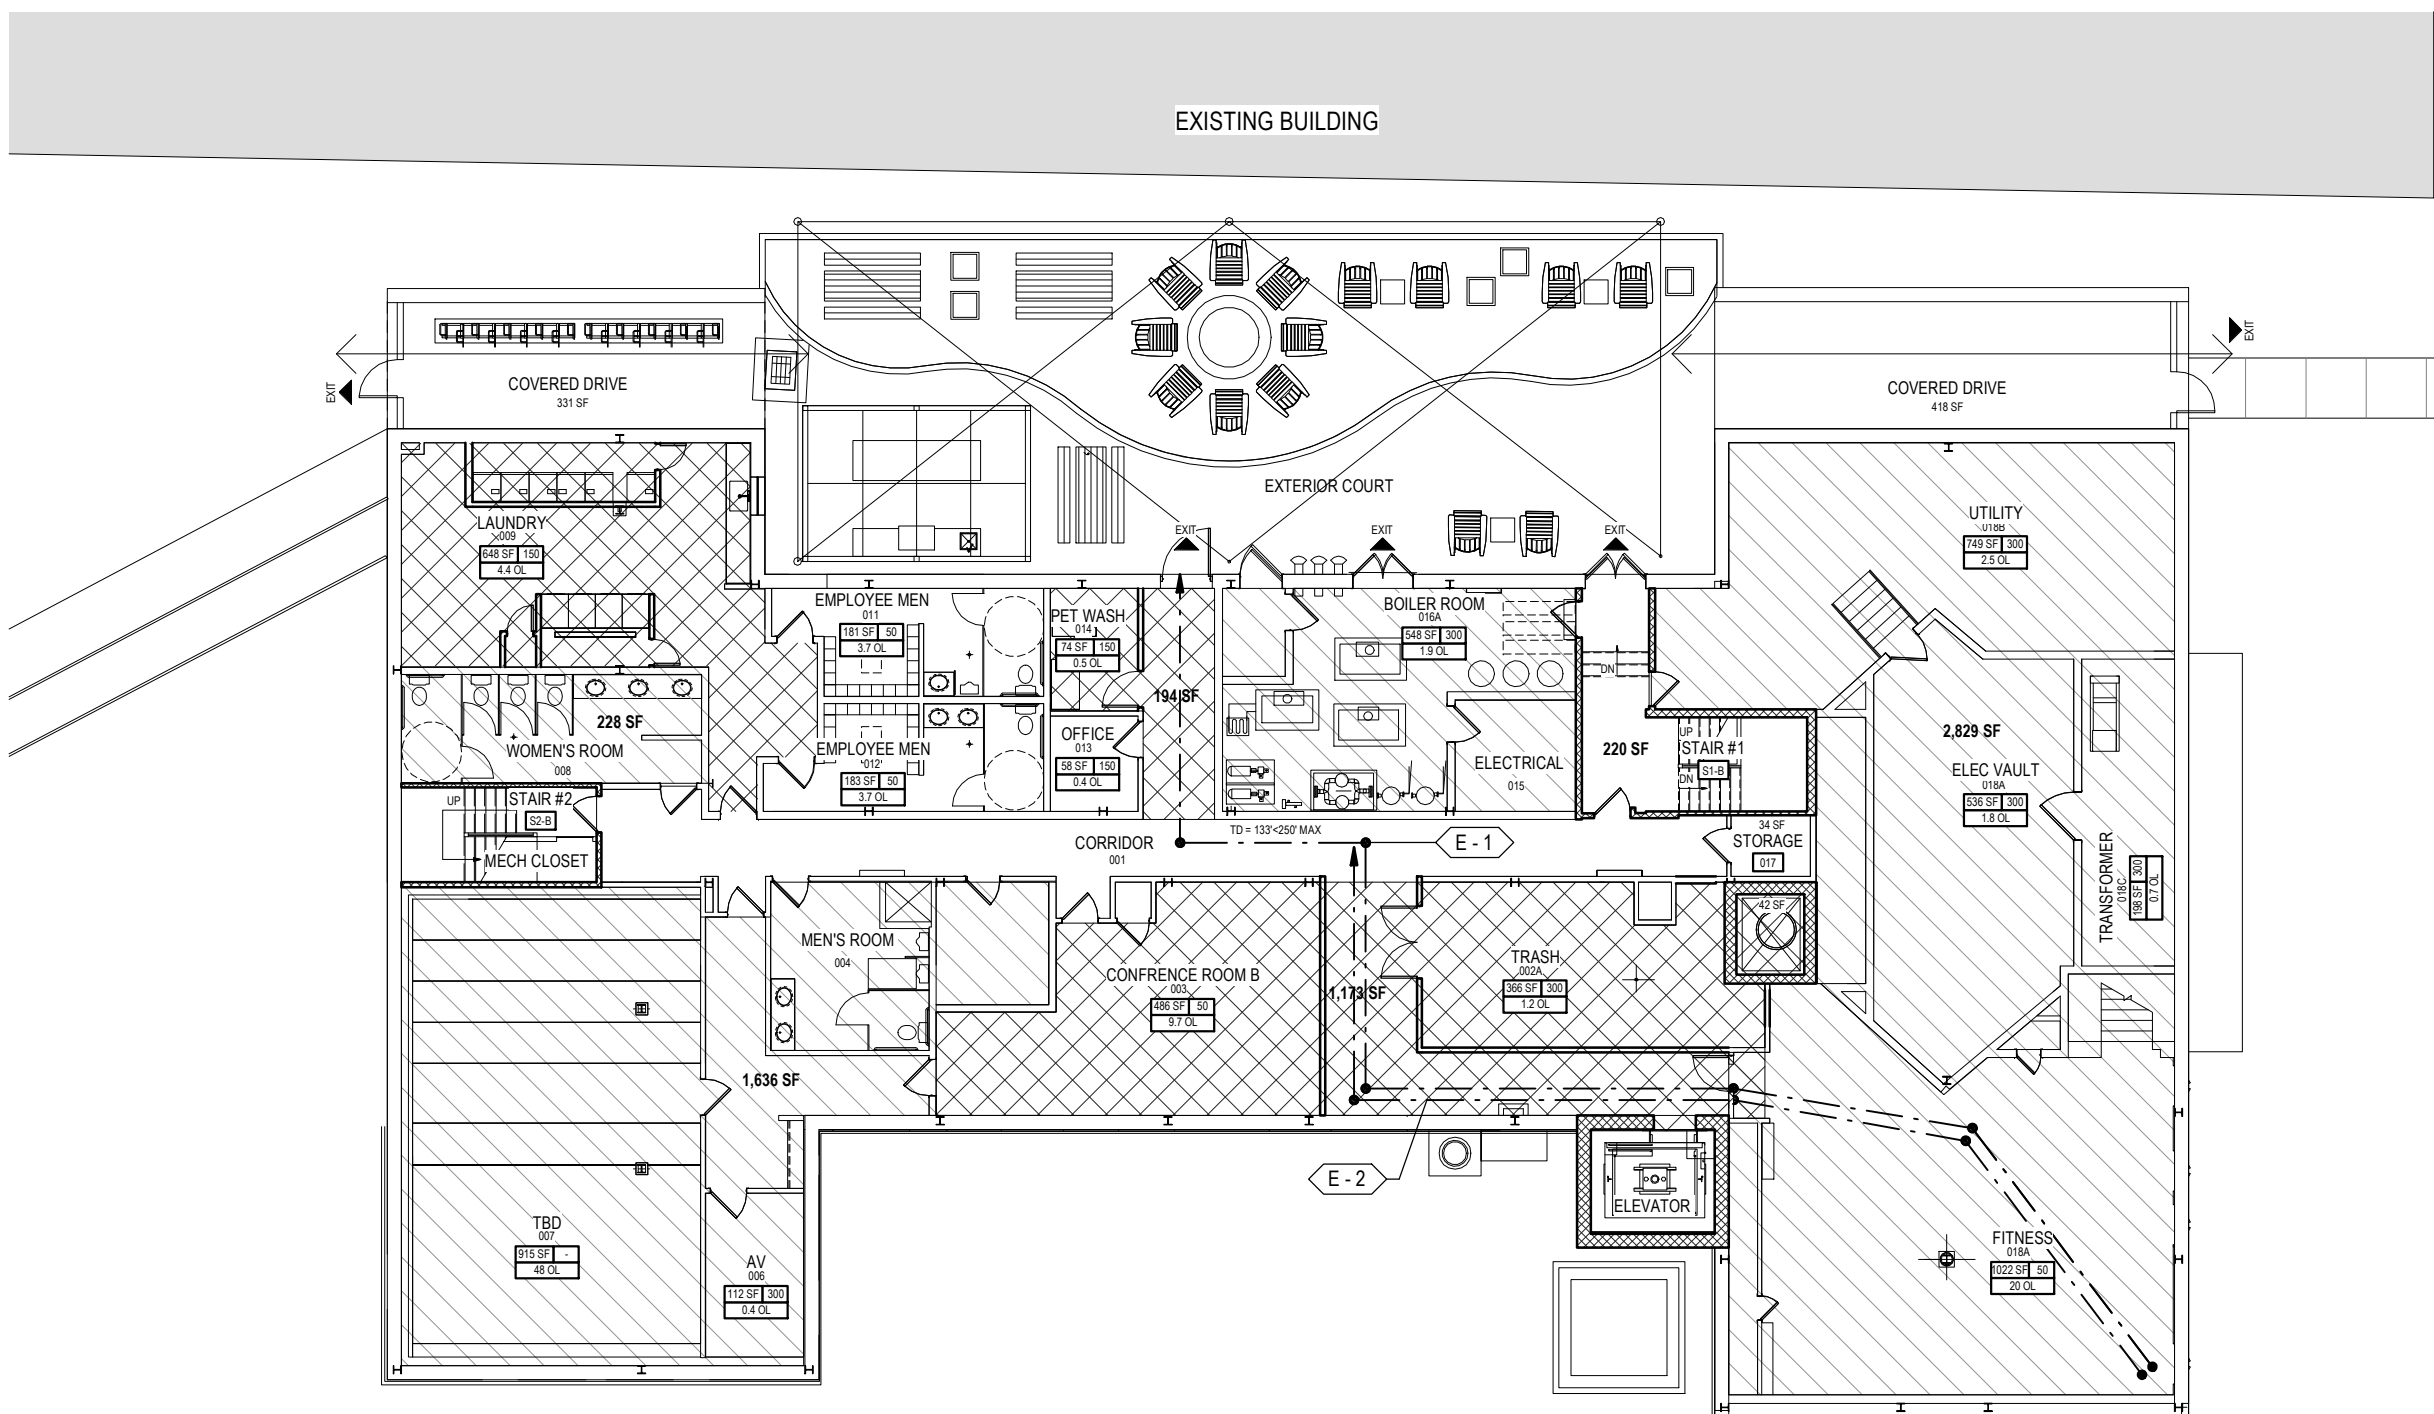 EXISTING BUILDING
EXIT
COVERED DRIVE
331 SF
EXIT
COVERED DRIVE
418 SF
EXTERIOR COURT
EXIT
EXIT
EXIT
LAUNDRY
009
648 SF 150
4.4 OL
UTILITY
018B
749 SF 300
2.5 OL
EMPLOYEE MEN
011
181 SF 50
3.7 OL
PET WASH
014
74 SF 150
0.5 OL
BOILER ROOM
016A
548 SF 300
1.9 OL
DN
194 SF
228 SF
WOMEN'S ROOM
008
EMPLOYEE MEN
012
183 SF 50
3.7 OL
OFFICE
013
58 SF 150
0.4 OL
ELECTRICAL
015
220 SF
UP
STAIR #1
S1-B
DN
2,829 SF
ELEC VAULT
018A
536 SF 300
1.8 OL
UP
STAIR #2
S2-B
MECH CLOSET
CORRIDOR
001
TD = 133'<250' MAX
E - 1
34 SF
STORAGE
017
TRANSFORMER
018C
198 SF 300
0.7 OL
42 SF
MEN'S ROOM
004
CONFRENCE ROOM B
003
486 SF 50
9.7 OL
1,173 SF
TRASH
002A
366 SF 300
1.2 OL
1,636 SF
E - 2
ELEVATOR
TBD
007
915 SF -
48 OL
AV
006
112 SF 300
0.4 OL
FITNESS
018A
1022 SF 50
20 OL